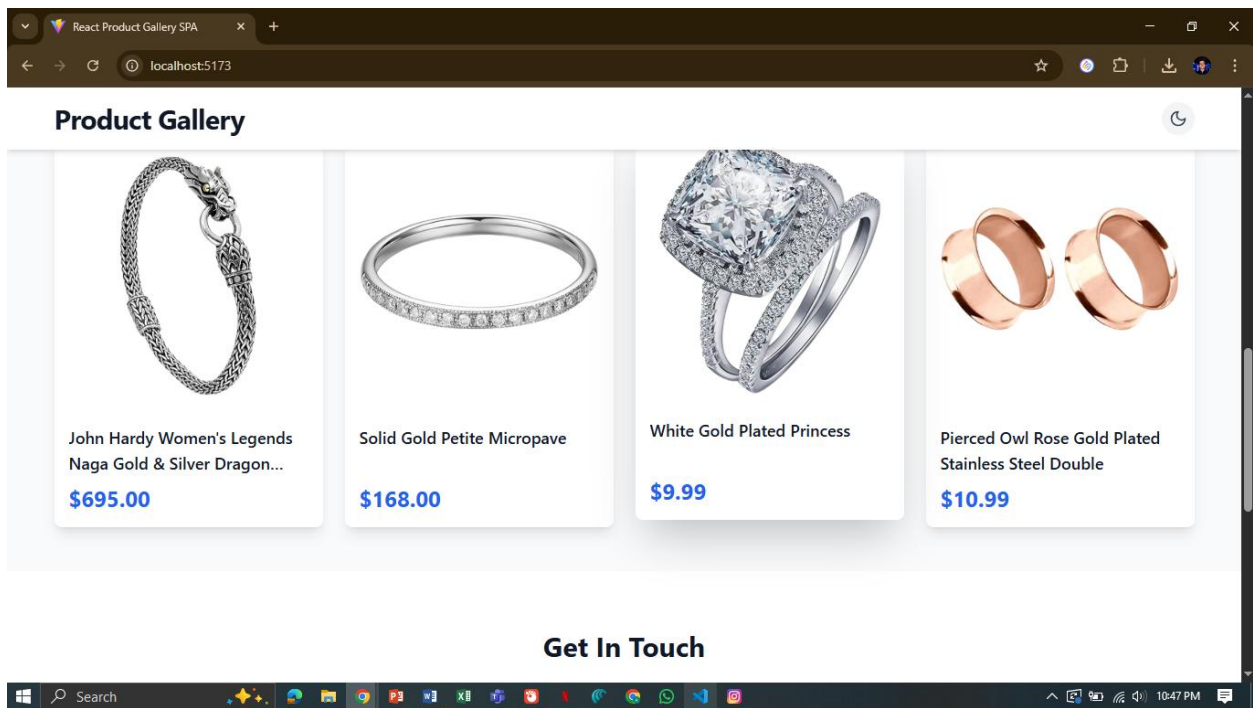 React Product Gallery SPA
localhost:5173
Product Gallery
John Hardy Women's Legends
Naga Gold & Silver Dragon...
$695.00
Solid Gold Petite Micropave
$168.00
White Gold Plated Princess
$9.99
Pierced Owl Rose Gold Plated
Stainless Steel Double
$10.99
Get In Touch
Search
10:47 PM